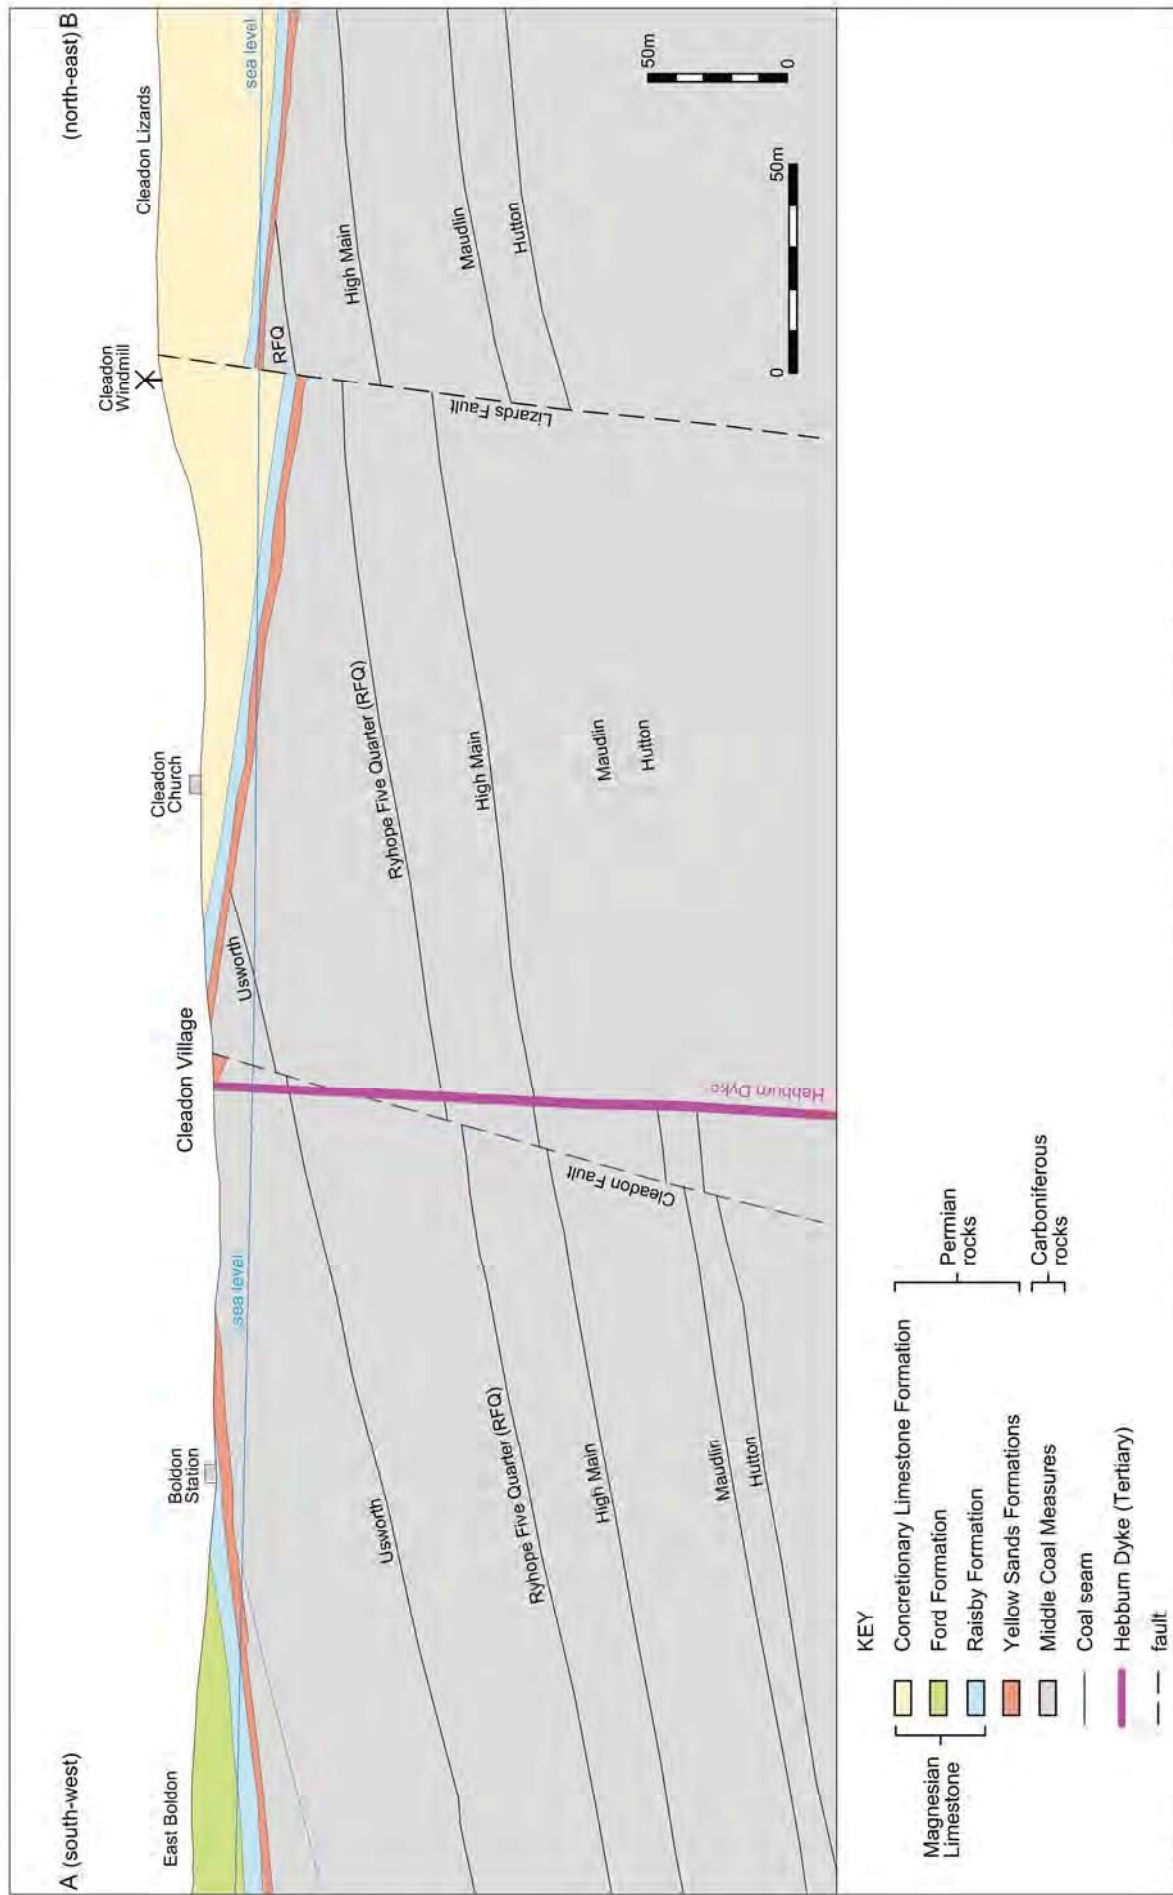 A (south-west)
(north-east) B
East Boldon
Boldon
Station
Cleadon Village
Cleadon
Church
Cleadon
Windmill
Cleadon Lizards
sea level
sea level
Usworth
Usworth
RFQ
High Main
Maudlin
Hutton
Ryhope Five Quarter (RFQ)
High Main
Maudlin
Hutton
Ryhope Five Quarter (RFQ)
High Main
Maudlin
Hutton
Cleadon Fault
Hebburn Dyke
Lizards Fault
50m
0
0
50m
KEY
Magnesian
Limestone
Concretionary Limestone Formation
Ford Formation
Raisby Formation
Yellow Sands Formations
Middle Coal Measures
Coal seam
Hebburn Dyke (Tertiary)
fault
Permian
rocks
Carboniferous
rocks